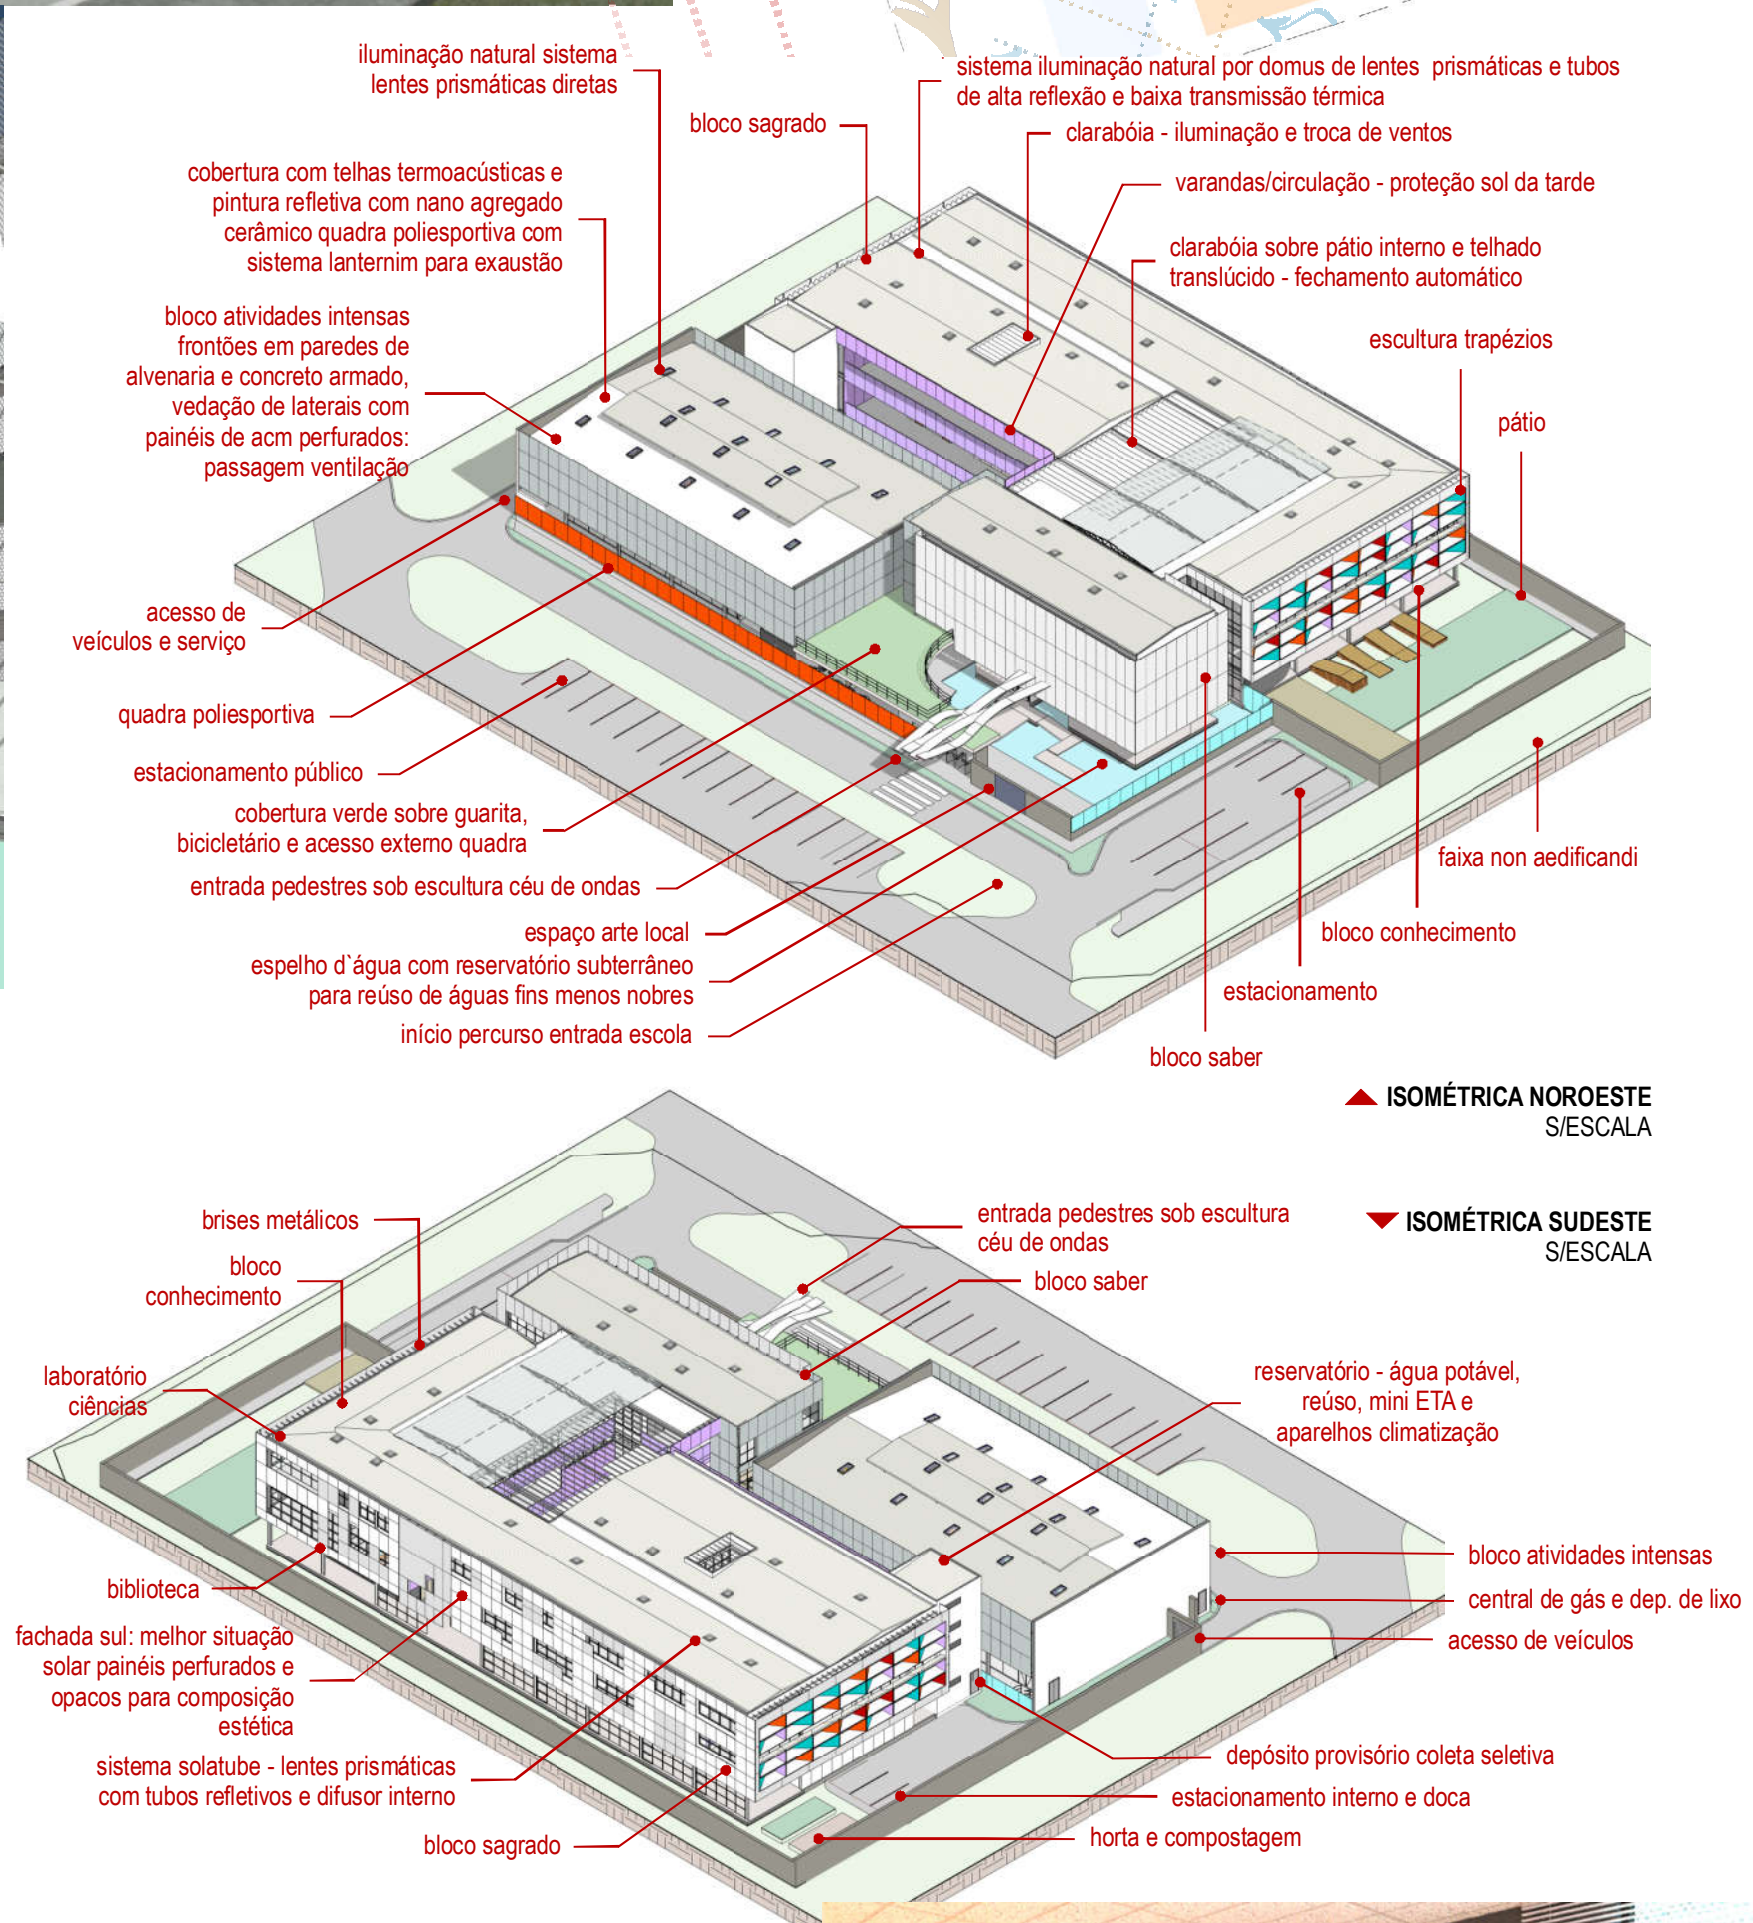 iluminação natural sistema
lentes prismáticas diretas
sistema iluminação natural por domus de lentes prismáticas e tubos
de alta reflexão e baixa transmissão térmica
bloco sagrado
clarabóia - iluminação e troca de ventos
cobertura com telhas termoacústicas e
pintura refletiva com nano agregado
cerâmico quadra poliesportiva com
sistema lanternim para exaustão
varandas/circulação - proteção sol da tarde
clarabóia sobre pátio interno e telhado
translúcido - fechamento automático
bloco atividades intensas
frontões em paredes de
alvenaria e concreto armado,
vedação de laterais com
painéis de acm perfurados:
passagem ventilação
escultura trapézios
pátio
acesso de
veículos e serviço
quadra poliesportiva
estacionamento público
cobertura verde sobre guarita,
bicicletário e acesso externo quadra
entrada pedestres sob escultura céu de ondas
espaço arte local
espelho d`água com reservatório subterrâneo
para reúso de águas fins menos nobres
início percurso entrada escola
faixa non aedificandi
bloco conhecimento
estacionamento
bloco saber
ISOMÉTRICA NOROESTE
S/ESCALA
ISOMÉTRICA SUDESTE
S/ESCALA
brises metálicos
bloco
conhecimento
laboratório
ciências
entrada pedestres sob escultura
céu de ondas
bloco saber
reservatório - água potável,
reúso, mini ETA e
aparelhos climatização
biblioteca
fachada sul: melhor situação
solar painéis perfurados e
opacos para composição
estética
sistema solatube - lentes prismáticas
com tubos refletivos e difusor interno
bloco sagrado
bloco atividades intensas
central de gás e dep. de lixo
acesso de veículos
depósito provisório coleta seletiva
estacionamento interno e doca
horta e compostagem